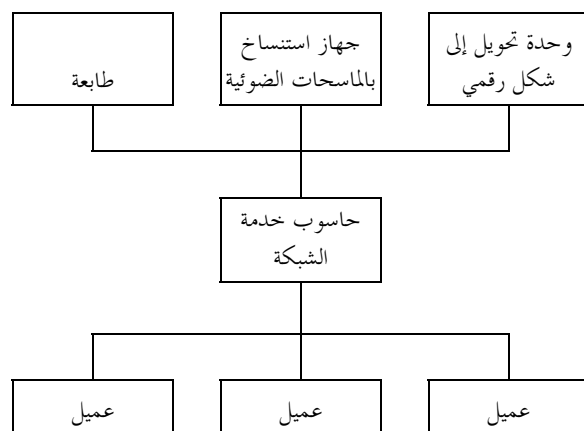 وحدة تحويل إلى
شكل رقمي
جهاز استنساخ
بالماسحات الضوئية
طابعة
حاسوب خدمة
الشبكة
عميل
عميل
عميل